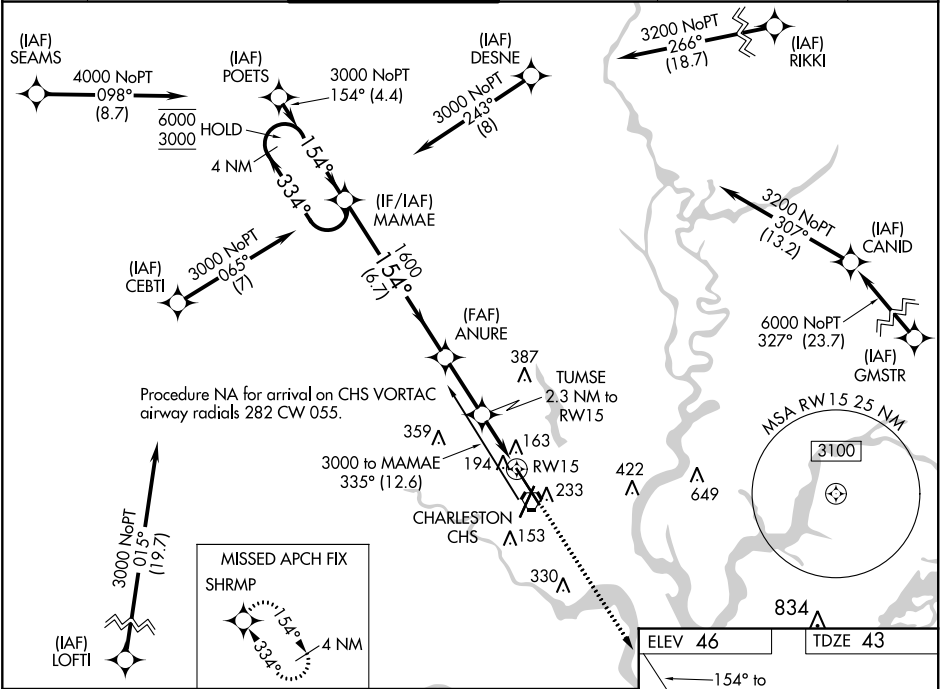 (IAF)
SEAMS
4000 NoPT
098°
(8.7)
(IAF)
POETS
3000 NoPT
154° (4.4)
6000
3000
HOLD
4 NM
154°
334°
(IF/IAF)
MAMAE
(IAF)
DESNE
3000 NoPT
243°
(8)
3200 NoPT
266°
(18.7)
(IAF)
RIKKI
3200 NoPT
307°
(13.2)
(IAF)
CANID
6000 NoPT
327° (23.7)
(IAF)
GMSTR
(IAF)
CEBTI
3000 NoPT
065°
(7)
1600
154°
(6.7)
(FAF)
ANURE
387
TUMSE
2.3 NM to
RW15
Procedure NA for arrival on CHS VORTAC
airway radials 282 CW 055.
359
163
194
RW15
3000 to MAMAE
335° (12.6)
233
422
649
CHARLESTON
CHS
153
330
834
MSA RW15 25 NM
3100
3000 NoPT
015°
(19.7)
(IAF)
LOFTI
MISSED APCH FIX
SHRMP
154°
334°
4 NM
ELEV 46
TDZE 43
154° to